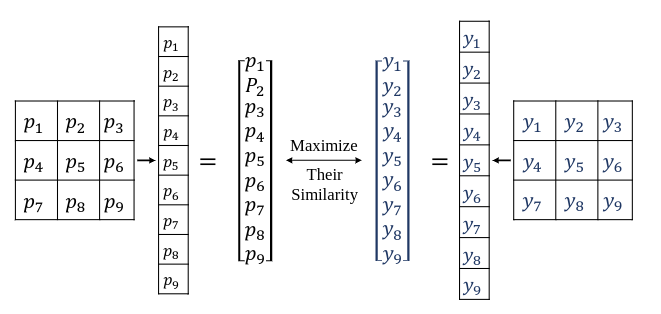 p1 p2 p3
p4 p5 p6
p7 p8 p9
p1
p2
p3
p4
p5
p6
p7
p8
p9
=
p1
P2
p3
p4
p5
p6
p7
p8
p9
Maximize
Their
Similarity
y1
y2
y3
y4
y5
y6
y7
y8
y9
=
y1
y2
y3
y4
y5
y6
y7
y8
y9
y1 y2 y3
y4 y5 y6
y7 y8 y9